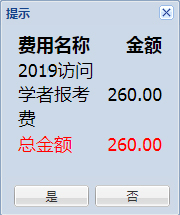 提示
费用名称 金额
2019访问
学者报考 260.00
费
总金额 260.00
是 否